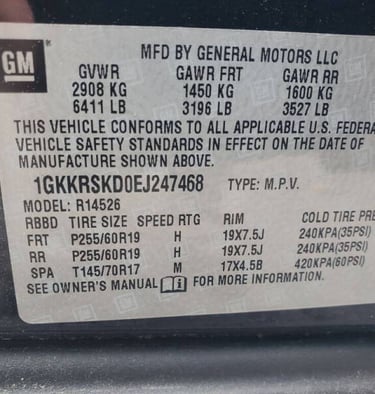 GM
MFD BY GENERAL MOTORS LLC
GVWR GAWR FRT GAWR RR
2908 KG 1450 KG 1600 KG
6411 LB 3196 LB 3527 LB
THIS VEHICLE CONFORMS TO ALL APPLICABLE U.S. FEDERA
VEHICLE SAFETY STANDARDS IN EFFECT ON THE DATE OF
MANUFACTURE SHOWN ABOVE.
1GKKRSKD0EJ247468 TYPE: M.P.V.
MODEL: R14526
RBBD TIRE SIZE SPEED RTG RIM COLD TIRE PRE
FRT P255/60R19 H 19X7.5J 240KPA(35PSI)
RR P255/60R19 H 19X7.5J 240KPA(35PSI)
SPA T145/70R17 M 17X4.5B 420KPA(60PSI)
SEE OWNER'S MANUAL i FOR MORE INFORMATION.